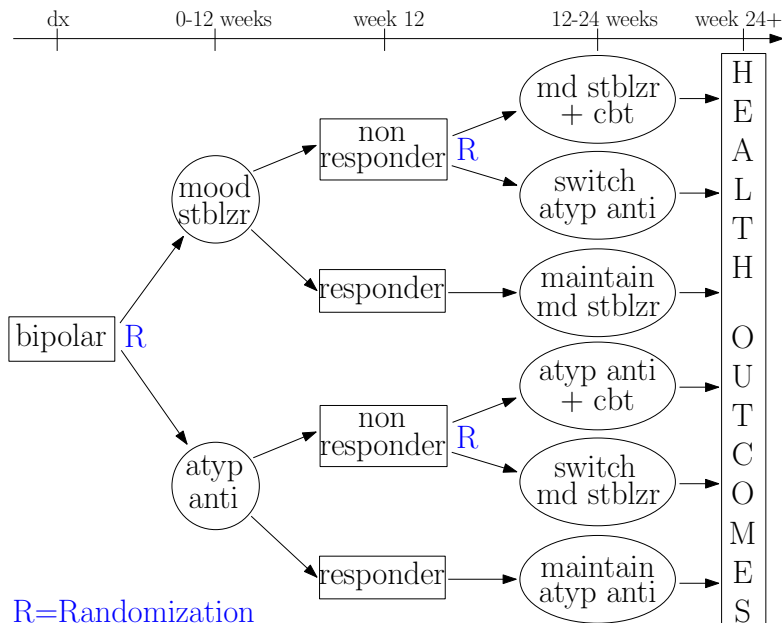 dx 0-12 weeks week 12 12-24 weeks week 24+
bipolar
R
mood
stblzr
non
responder
R
md stblzr
+ cbt
switch
atyp anti
responder
maintain
md stblzr
atyp
anti
non
responder
R
atyp anti
+ cbt
switch
md stblzr
responder
maintain
atyp anti
H
E
A
L
T
H
O
U
T
C
O
M
E
S
R=Randomization